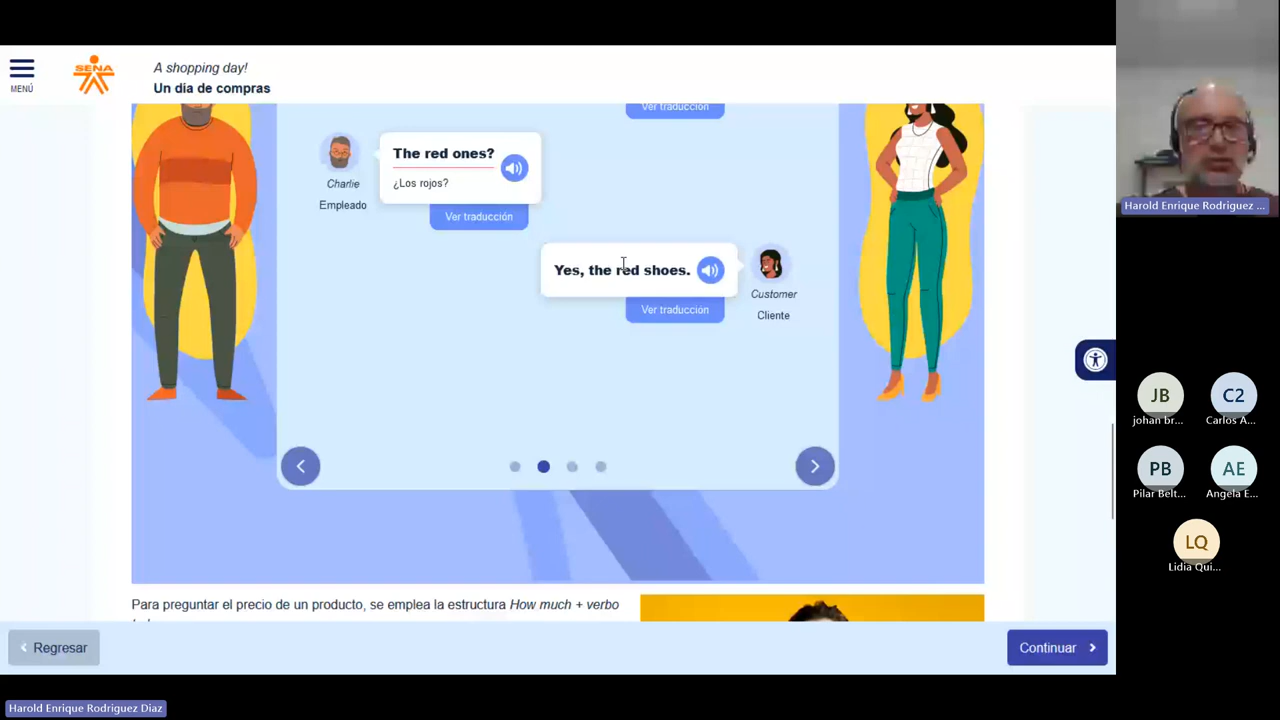 MENÚ
SENA
A shopping day!
Un día de compras
Ver traducción
The red ones?
¿Los rojos?
Charlie
Empleado
Ver traducción
Yes, the red shoes.
Customer
Cliente
Ver traducción
Para preguntar el precio de un producto, se emplea la estructura How much + verbo
Regresar
Continuar
Harold Enrique Rodriguez ...
JB
johan br...
C2
Carlos A...
PB
Pilar Belt...
AE
Angela E...
LQ
Lidia Qui...
Harold Enrique Rodriguez Diaz